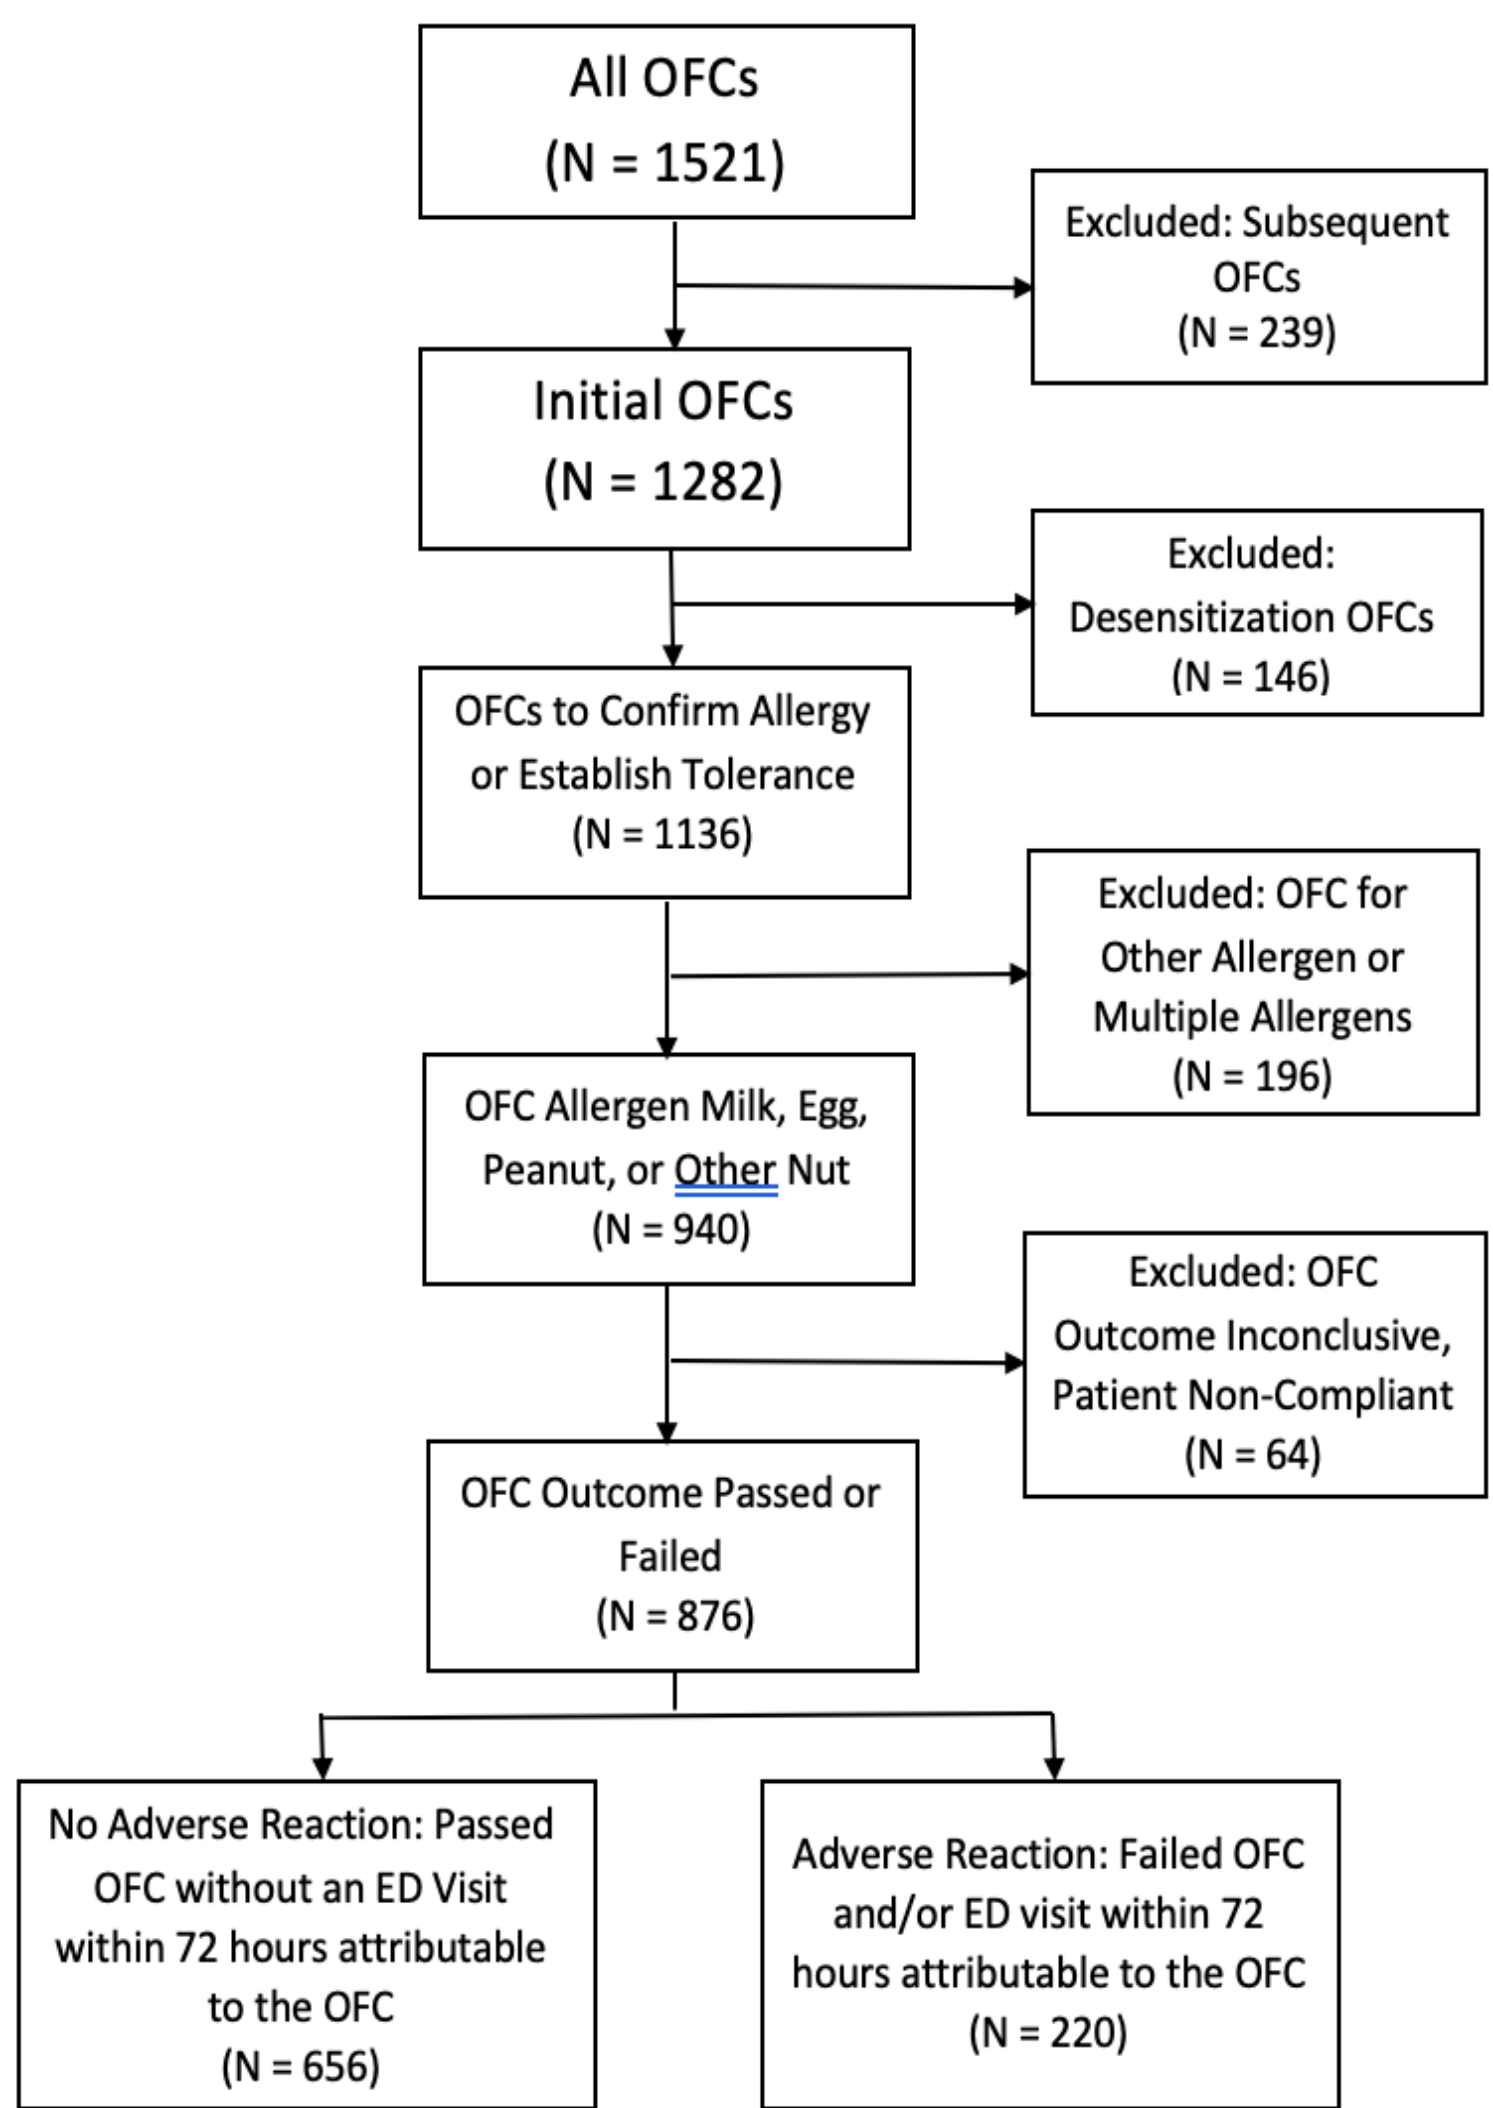 All OFCs
(N = 1521)
Excluded: Subsequent
OFCs
(N = 239)
Initial OFCs
(N = 1282)
Excluded:
Desensitization OFCs
(N = 146)
OFCs to Confirm Allergy
or Establish Tolerance
(N = 1136)
Excluded: OFC for
Other Allergen or
Multiple Allergens
(N = 196)
OFC Allergen Milk, Egg,
Peanut, or Other Nut
(N = 940)
Excluded: OFC
Outcome Inconclusive,
Patient Non-Compliant
(N = 64)
OFC Outcome Passed or
Failed
(N = 876)
No Adverse Reaction: Passed
OFC without an ED Visit
within 72 hours attributable
to the OFC
(N = 656)
Adverse Reaction: Failed OFC
and/or ED visit within 72
hours attributable to the OFC
(N = 220)